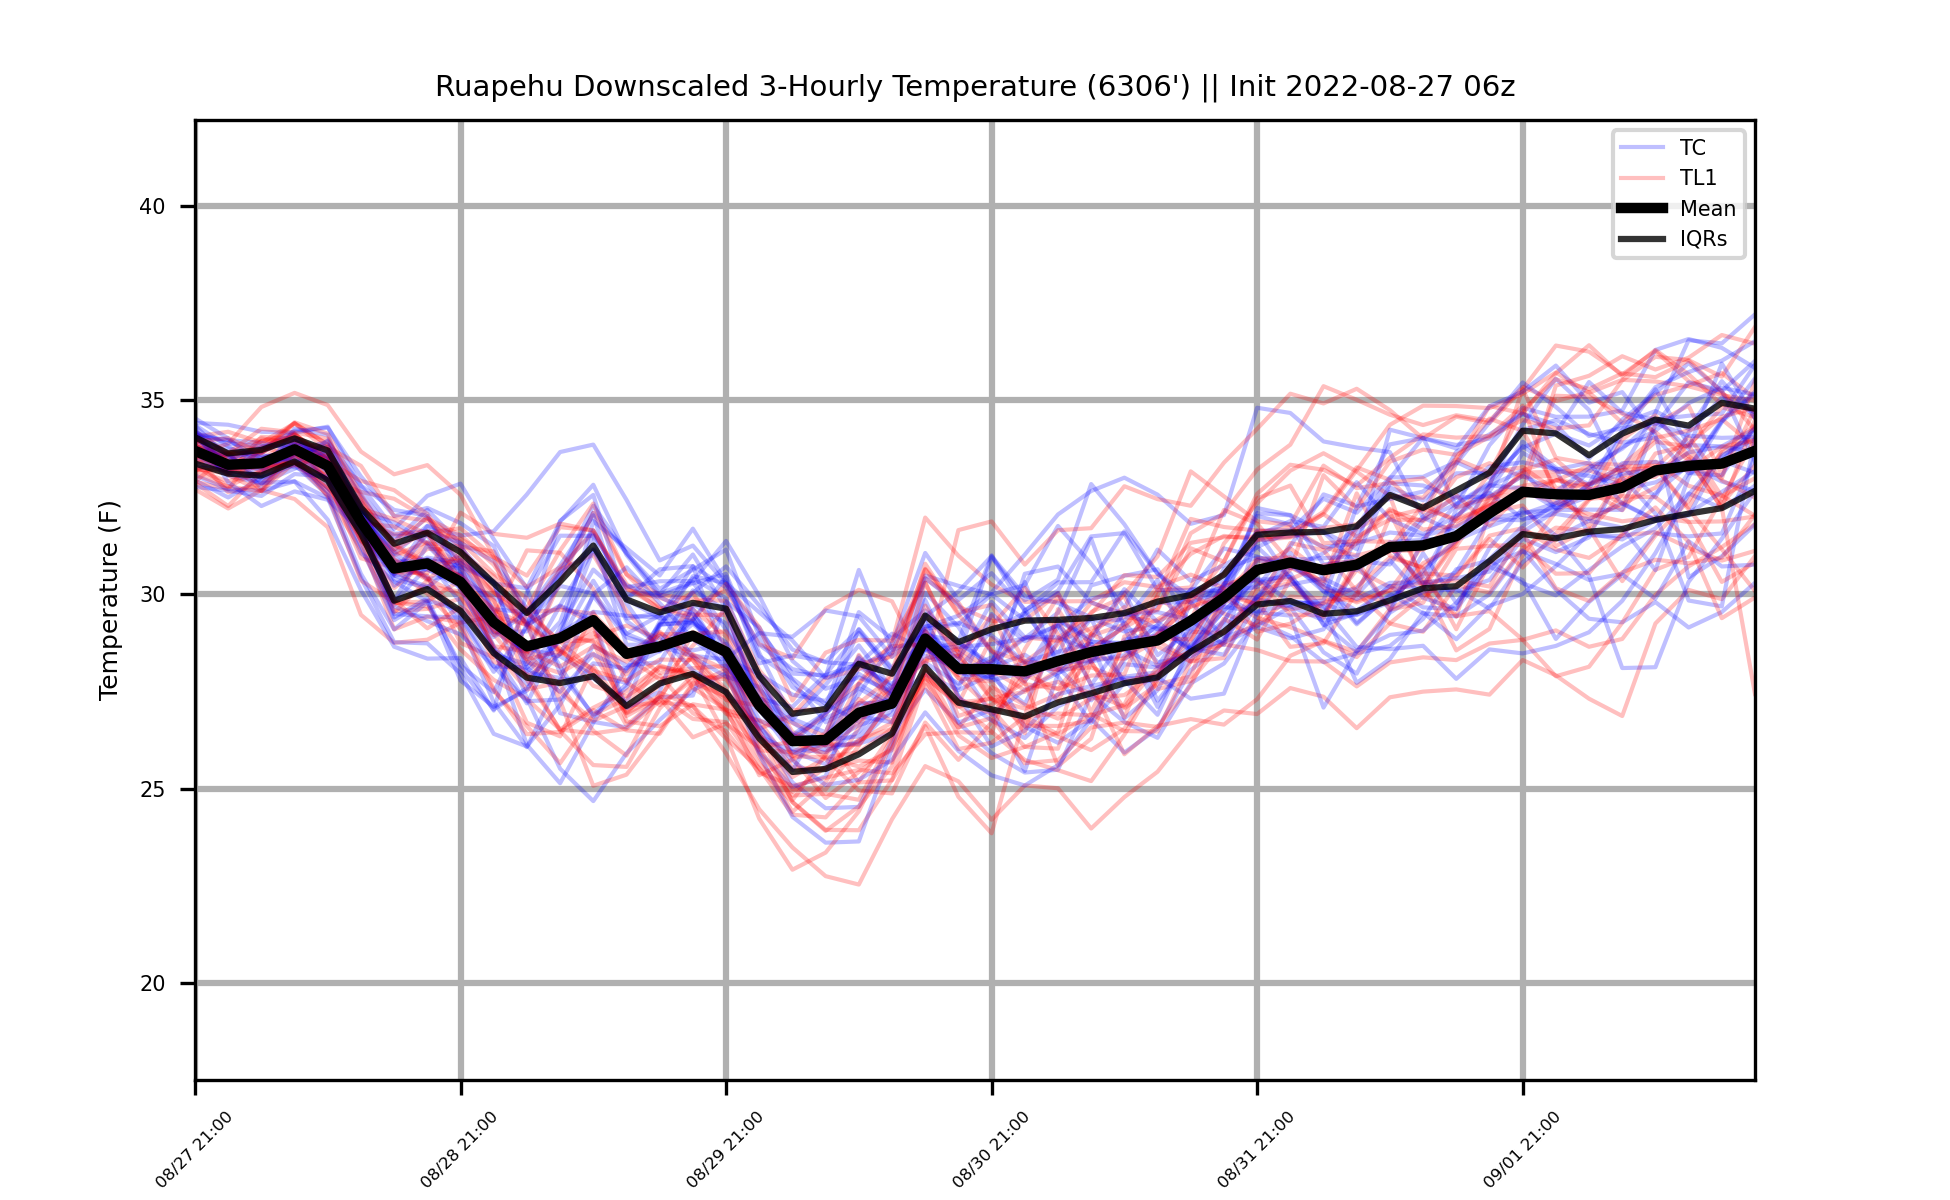 Ruapehu Downscaled 3-Hourly Temperature (6306') || Init 2022-08-27 06z
TC
TL1
Mean
IQRs
Temperature (F)
40
35
30
25
20
08/27 21:00
08/28 21:00
08/29 21:00
08/30 21:00
08/31 21:00
09/01 21:00